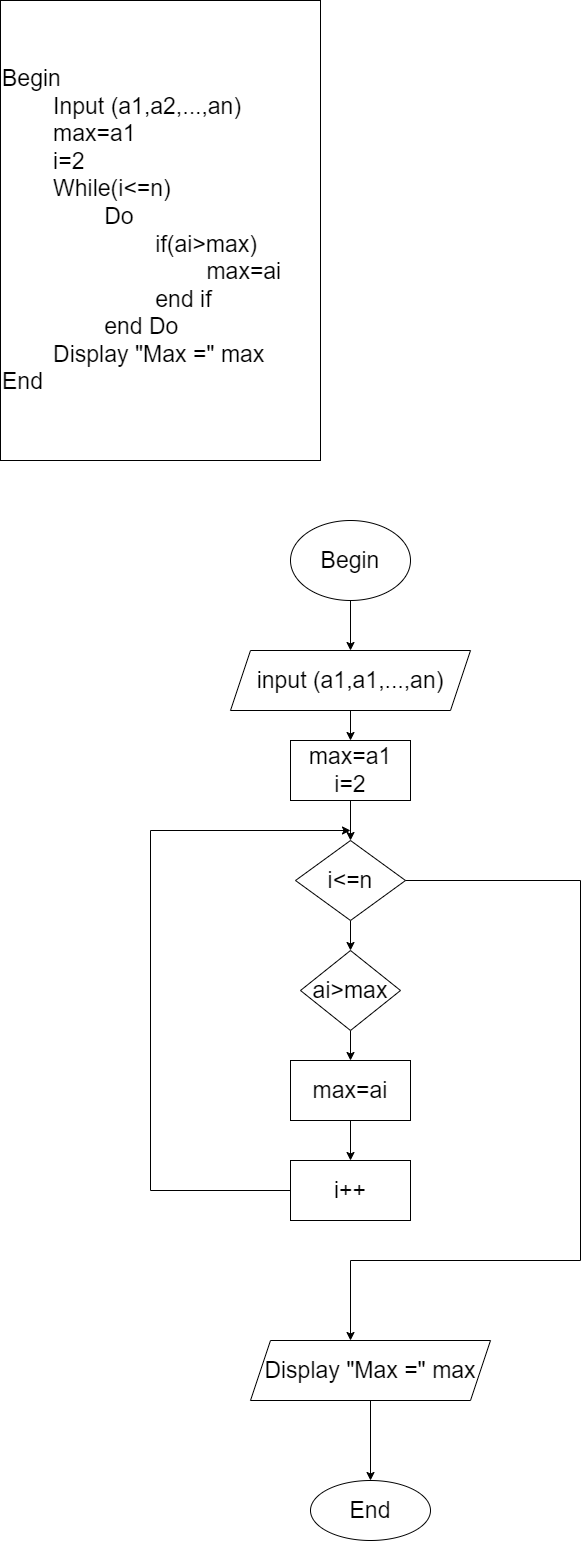 Begin
Input (a1,a2,...,an)
max=a1
i=2
While(i<=n)
Do
if(ai>max)
max=ai
end if
end Do
Display "Max =" max
End
Begin
input (a1,a1,...,an)
max=a1
i=2
i<=n
ai>max
max=ai
i++
Display "Max =" max
End